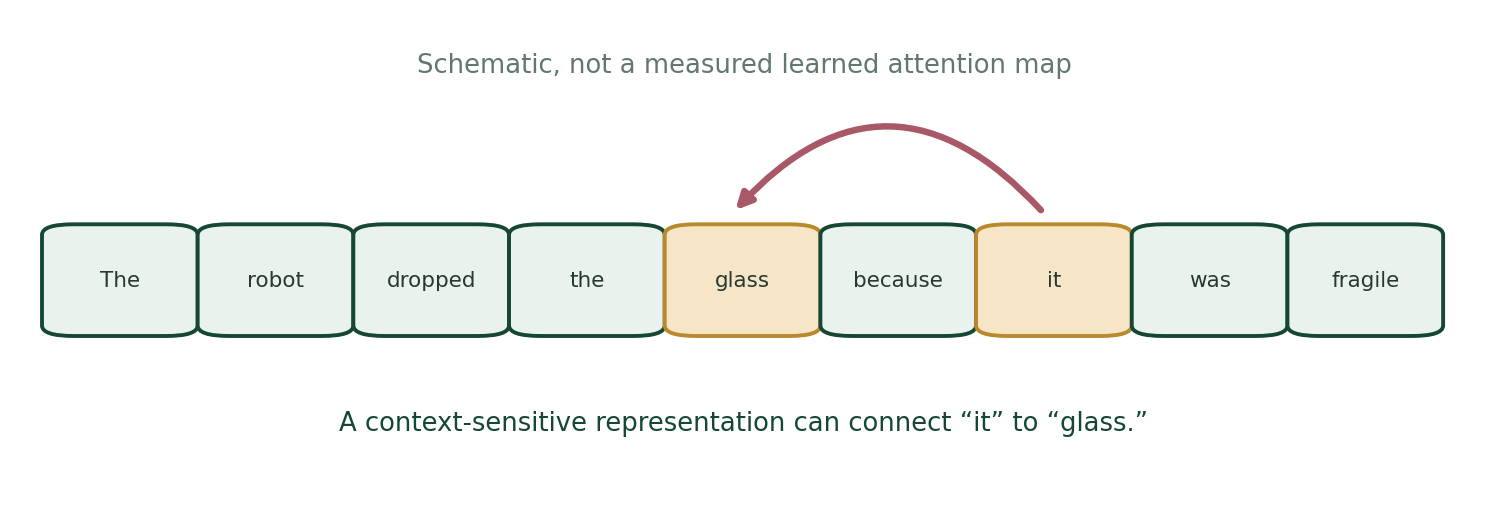 Schematic, not a measured learned attention map
The robot dropped the glass because it was fragile
A context-sensitive representation can connect “it” to “glass.”